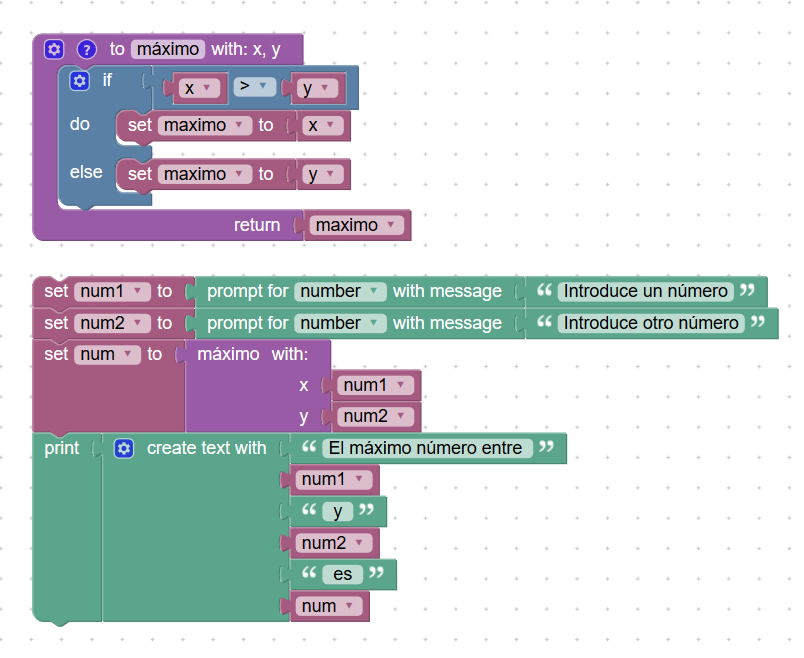 ? to máximo with: x, y
if x > y
do set maximo to x
else set maximo to y
return maximo
set num1 to prompt for number with message “ Introduce un número ”
set num2 to prompt for number with message “ Introduce otro número ”
set num to máximo with:
x num1
y num2
print create text with “ El máximo número entre ”
num1
“ y ”
num2
“ es ”
num